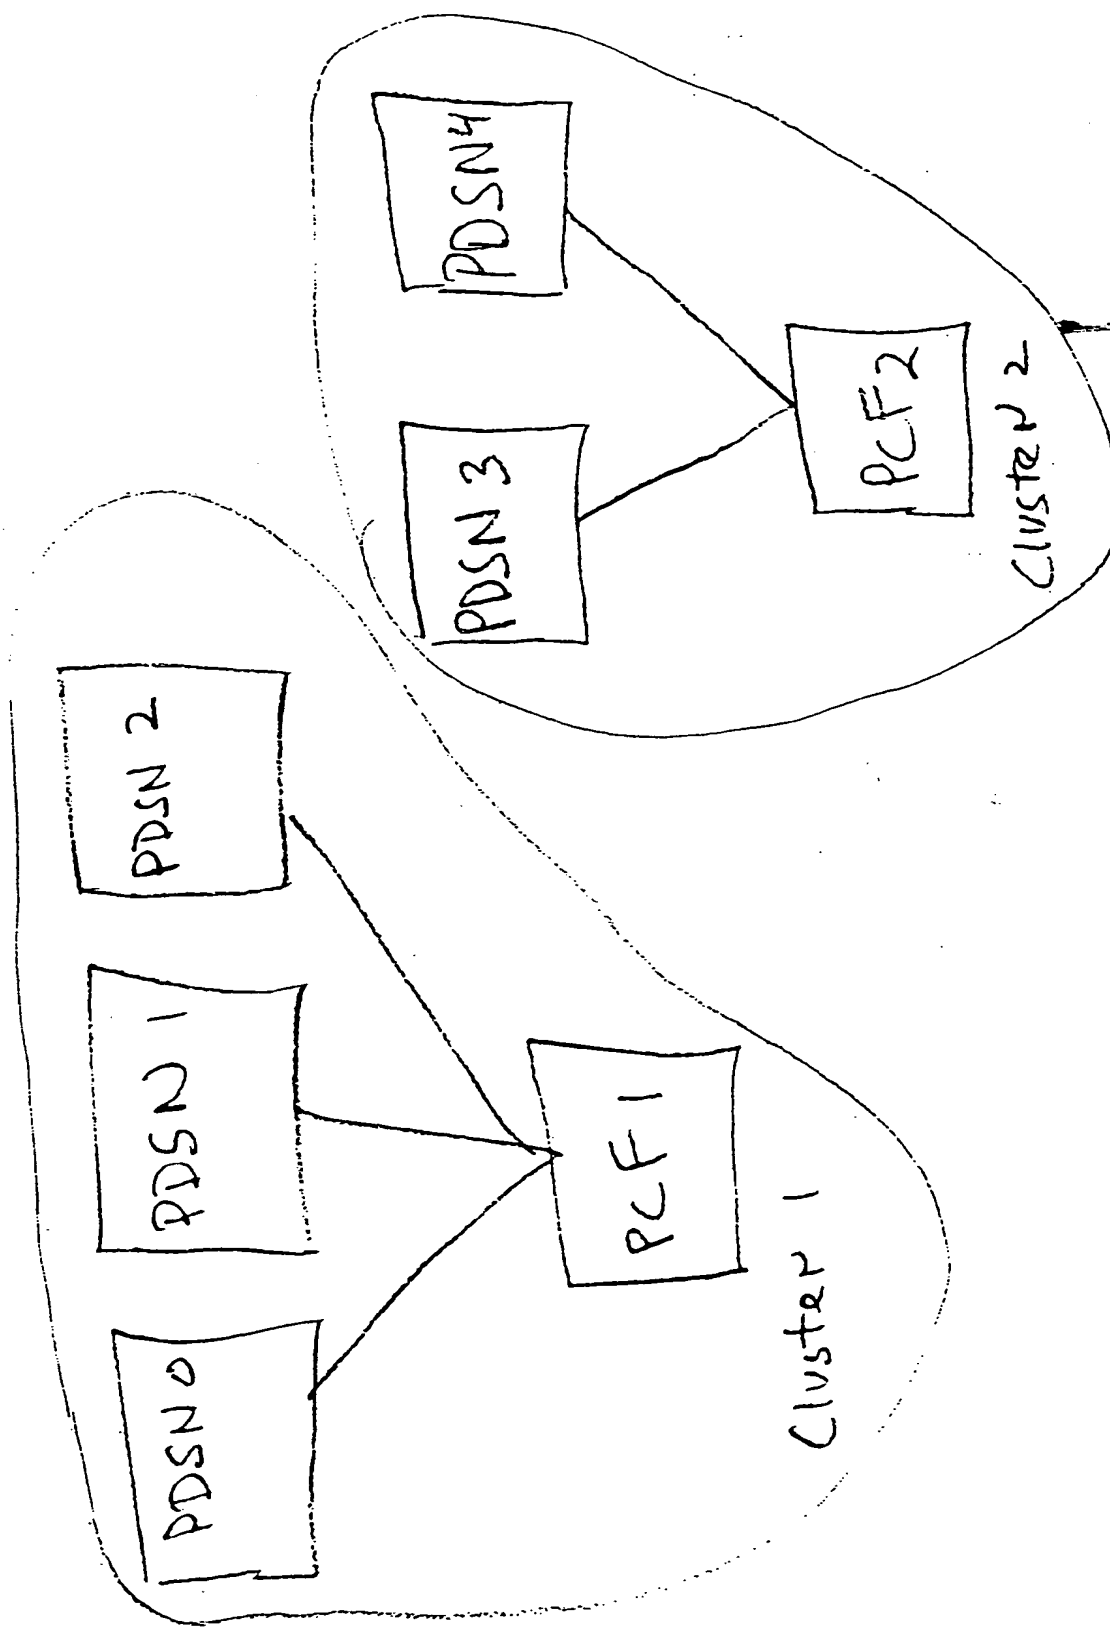 PDSN 0
PDSN 1
PDSN 2
PCF 1
Cluster 1
PDSN 3
PDSN 4
PCF 2
Cluster 2